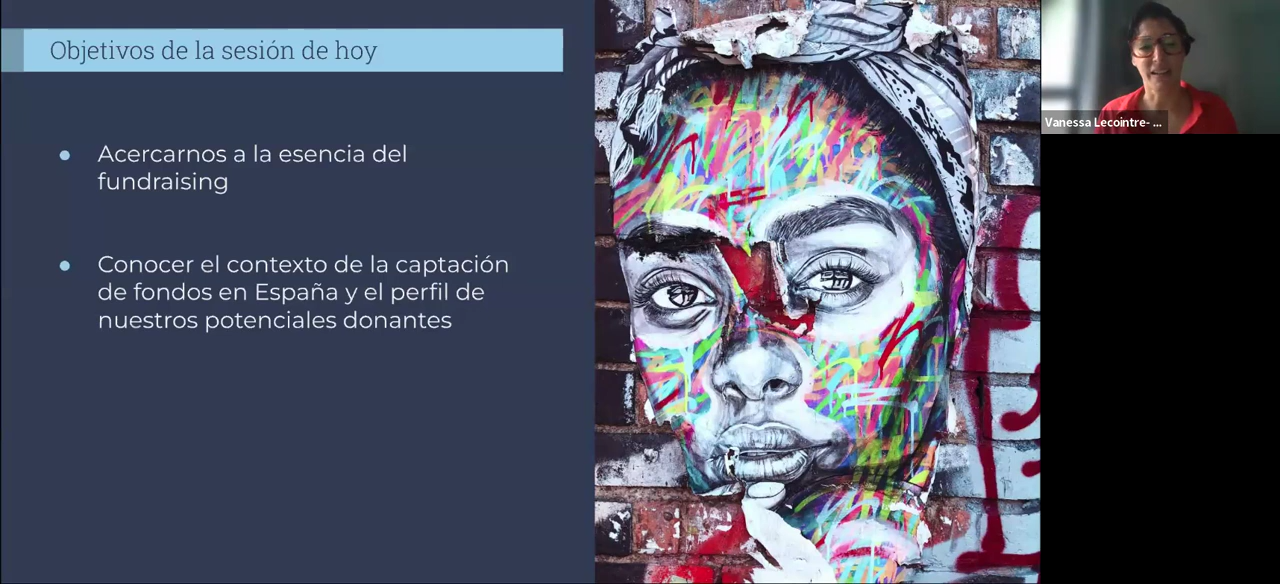 Objetivos de la sesión de hoy
Acercarnos a la esencia del
fundraising
Conocer el contexto de la captación
de fondos en España y el perfil de
nuestros potenciales donantes
Vanessa Lecointre- ...